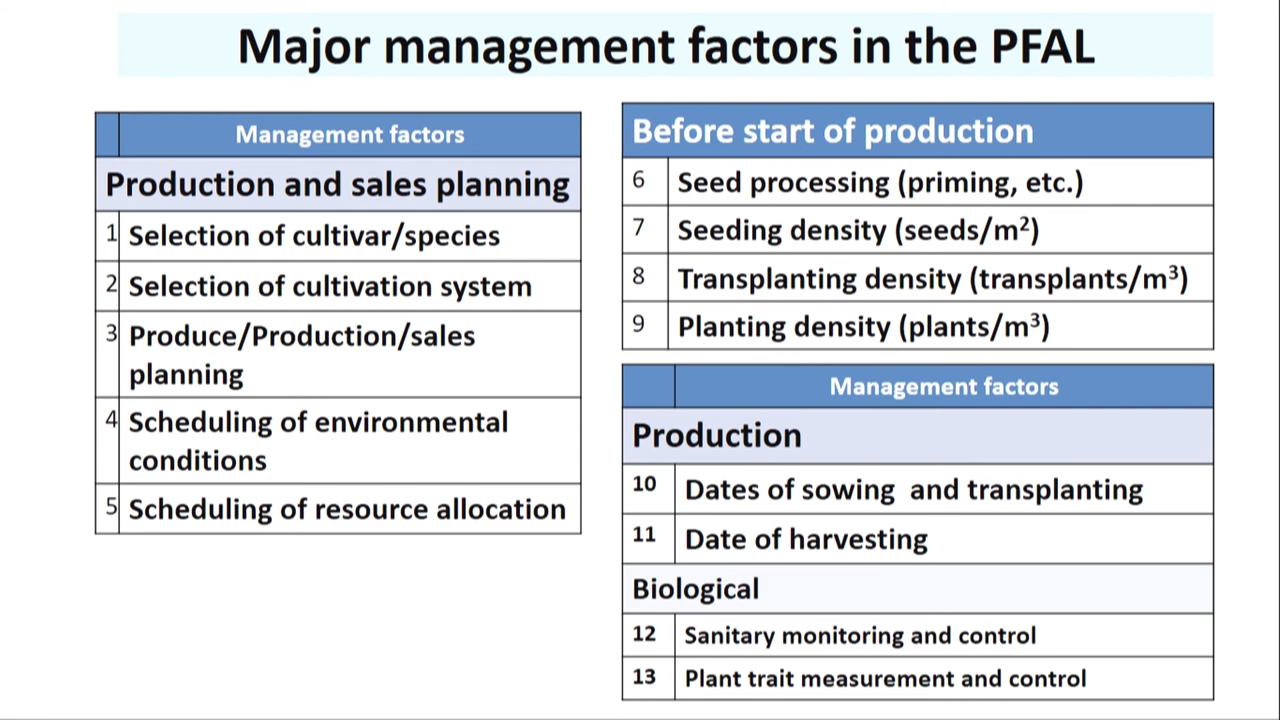 Major management factors in the PFAL
Management factors
Production and sales planning
1 Selection of cultivar/species
2 Selection of cultivation system
3 Produce/Production/sales
planning
4 Scheduling of environmental
conditions
5 Scheduling of resource allocation
Before start of production
6 Seed processing (priming, etc.)
7 Seeding density (seeds/m²)
8 Transplanting density (transplants/m³)
9 Planting density (plants/m³)
Management factors
Production
10 Dates of sowing and transplanting
11 Date of harvesting
Biological
12 Sanitary monitoring and control
13 Plant trait measurement and control